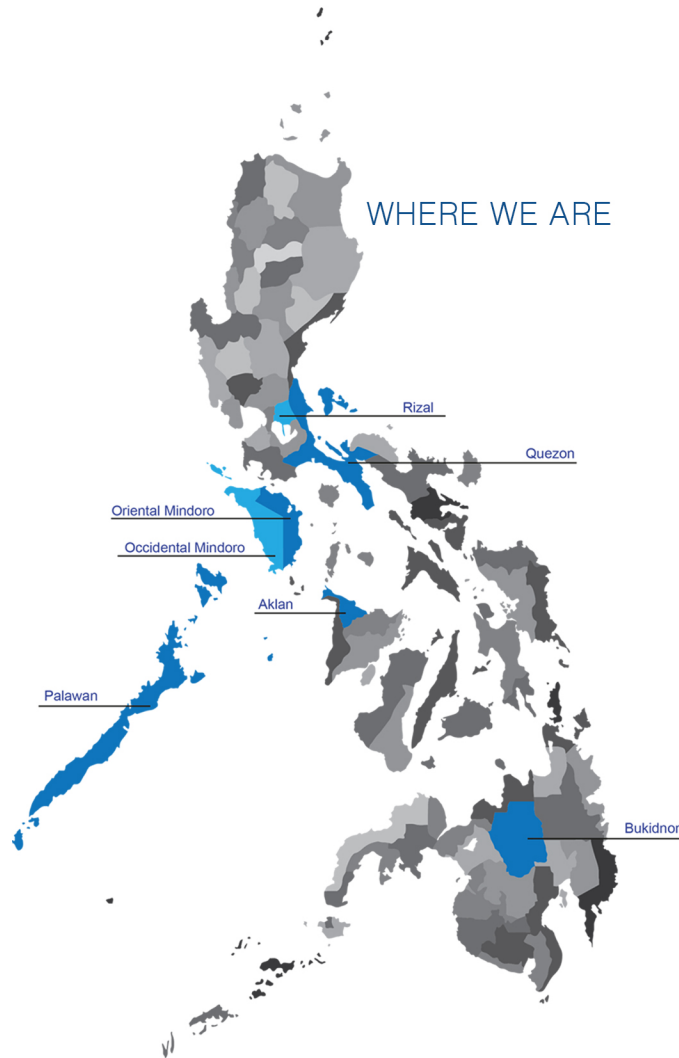 WHERE WE ARE
Rizal
Quezon
Oriental Mindoro
Occidental Mindoro
Aklan
Palawan
Bukidnon